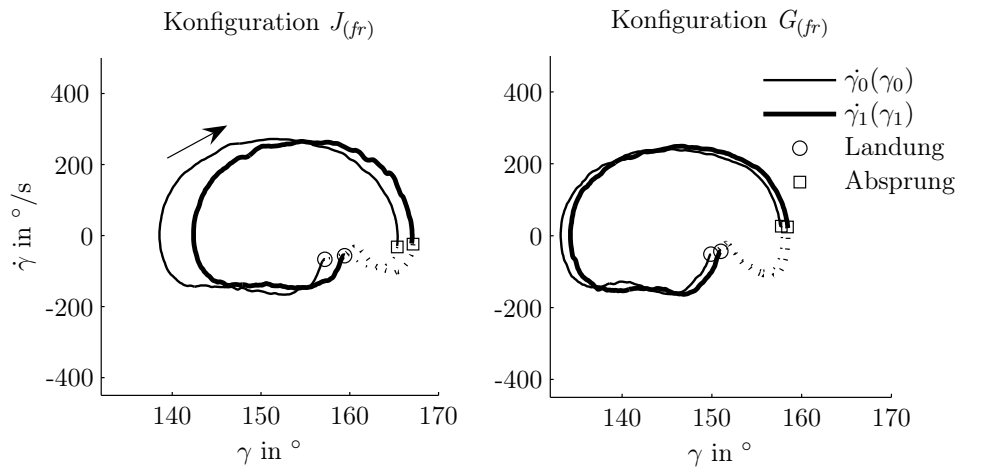 Konfiguration J(fr)
400
200
0
-200
-400
140
150
160
170
γ̇ in °/s
γ in °
Konfiguration G(fr)
400
200
0
-200
-400
140
150
160
170
γ in °
γ̇0(γ0)
γ̇1(γ1)
Landung
Absprung